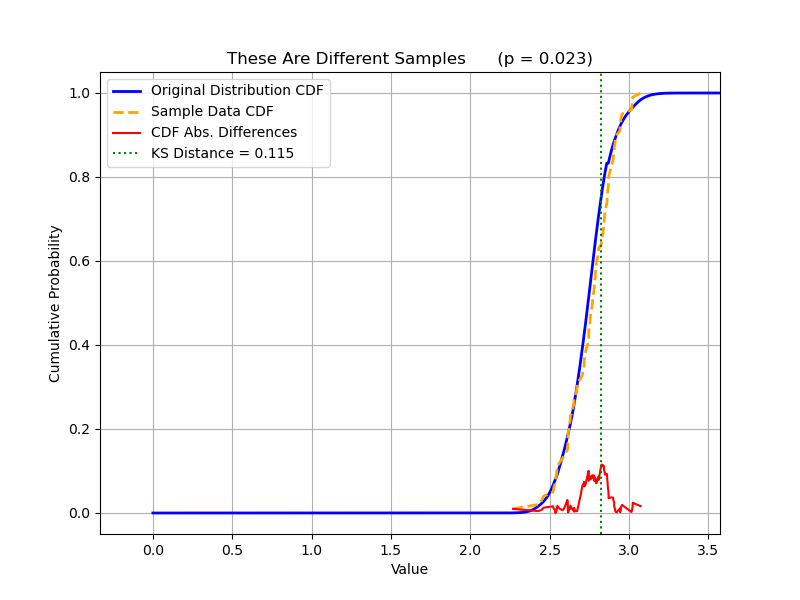 These Are Different Samples      (p = 0.023)
Original Distribution CDF
Sample Data CDF
CDF Abs. Differences
KS Distance = 0.115
Cumulative Probability
1.0
0.8
0.6
0.4
0.2
0.0
0.0 0.5 1.0 1.5 2.0 2.5 3.0 3.5
Value